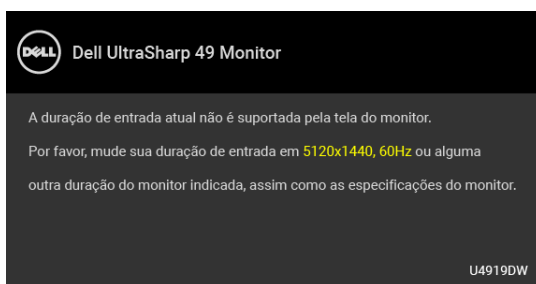 DELL Dell UltraSharp 49 Monitor
A duração de entrada atual não é suportada pela tela do monitor.
Por favor, mude sua duração de entrada em 5120x1440, 60Hz ou alguma
outra duração do monitor indicada, assim como as especificações do monitor.
U4919DW